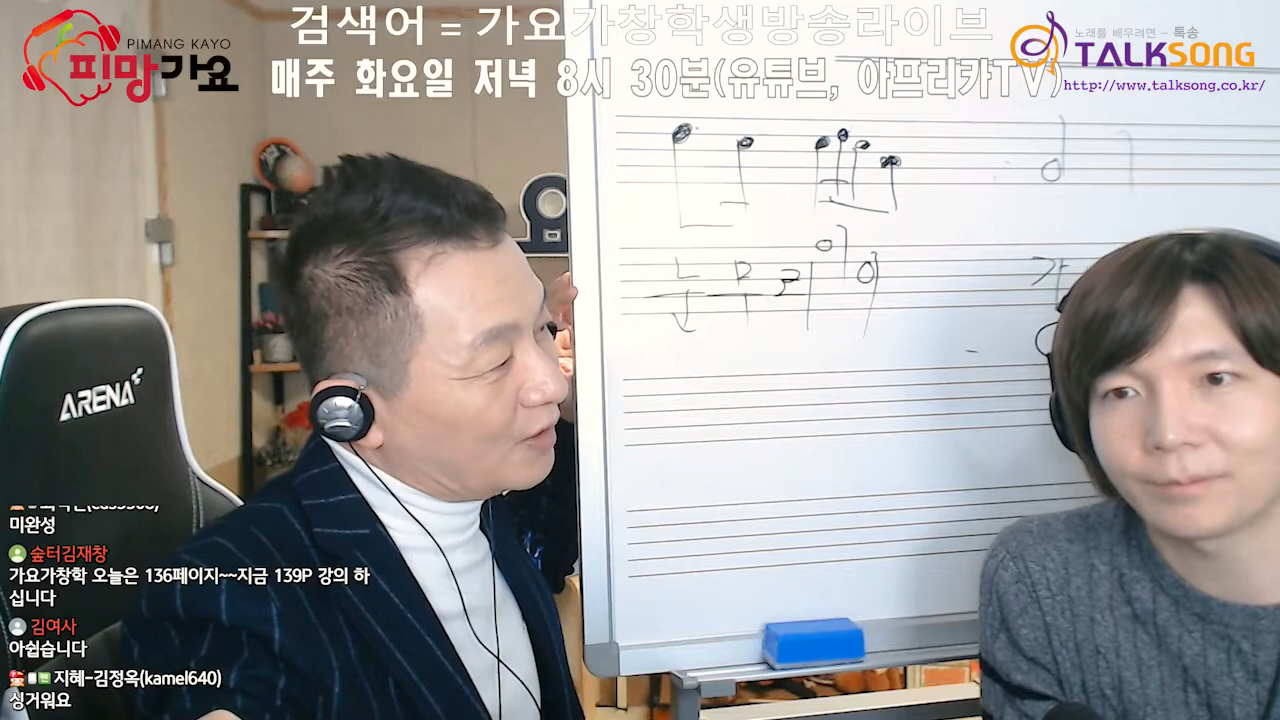 검색어 = 가요가창학생방송라이브
매주 화요일 저녁 8시 30분(유튜브, 아프리카TV)
PIMANG KAYO
피망가요
노래를 배우려면 - 톡송
TALKSONG
http://www.talksong.co.kr/
ARENA
미완성
숲터김재창
가요가창학 오늘은 136페이지~~지금 139P 강의 하
십니다
김여사
아쉽습니다
지혜-김정옥(kamel640)
싱거워요